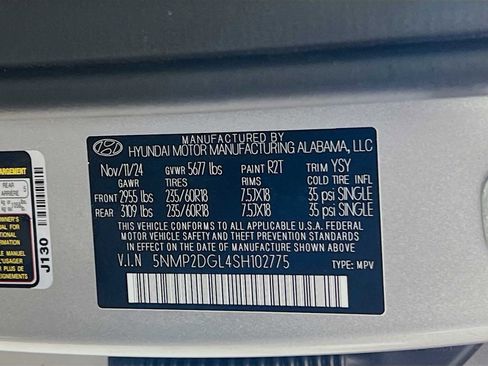 MANUFACTURED BY
HYUNDAI MOTOR MANUFACTURING ALABAMA, LLC
Nov/11/24 GVWR 5677 lbs PAINT R2T TRIM YSY
GAWR TIRES RIMS COLD TIRE INFL
FRONT 2955 lbs 235/60R18 7.5JX18 35 psi SINGLE
REAR 3109 lbs 235/60R18 7.5JX18 35 psi SINGLE
THIS VEHICLE CONFORMS TO ALL APPLICABLE U.S.A. FEDERAL
MOTOR VEHICLE SAFETY AND THEFT PREVENTION STANDARDS
IN EFFECT ON THE DATE OF MANUFACTURE SHOWN ABOVE.
V.I.N 5NMP2DGL4SH102775 TYPE: MPV
REAR
ARRIÈRE
J130